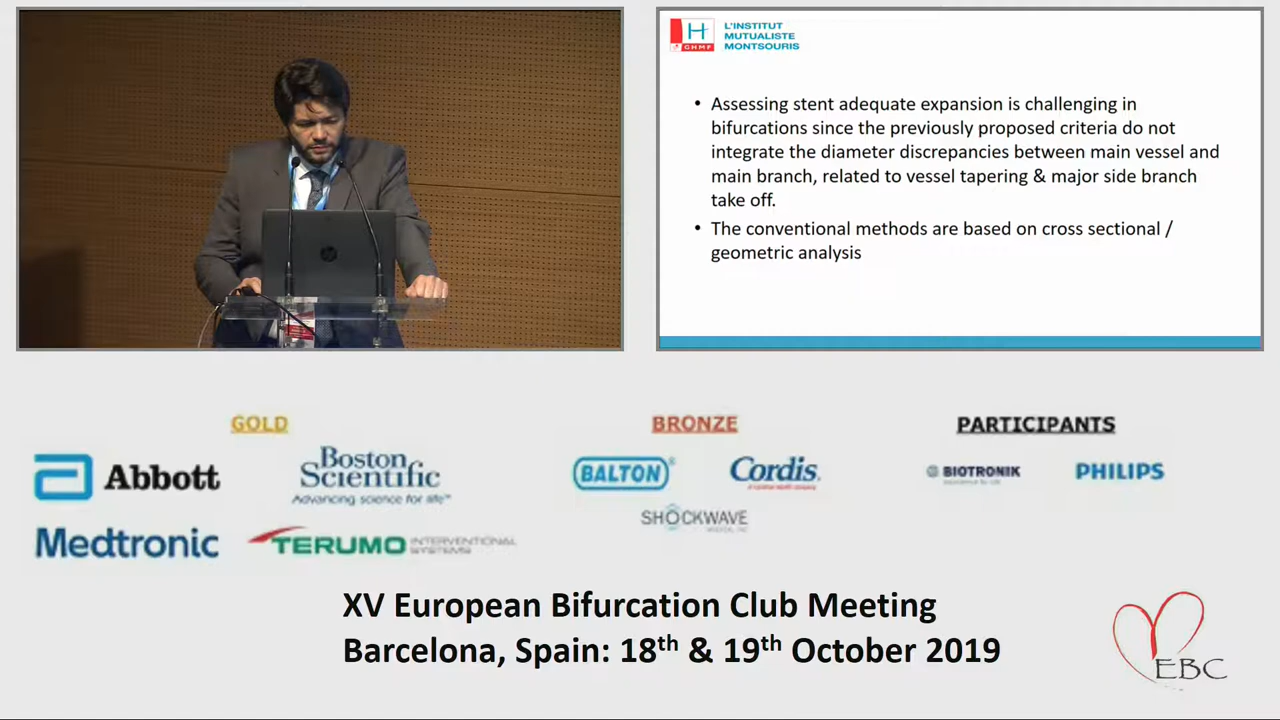 L'INSTITUT
MUTUALISTE
MONTSOURIS
H
CHMF
• Assessing stent adequate expansion is challenging in
bifurcations since the previously proposed criteria do not
integrate the diameter discrepancies between main vessel and
main branch, related to vessel tapering & major side branch
take off.
• The conventional methods are based on cross sectional /
geometric analysis
GOLD
BRONZE
PARTICIPANTS
Abbott
Boston
Scientific
Advancing science for life™
BALTON®
Cordis.
BIOTRONIK
PHILIPS
SHOCKWAVE
Medtronic
TERUMO INTERVENTIONAL
SYSTEMS
XV European Bifurcation Club Meeting
Barcelona, Spain: 18th & 19th October 2019
EBC